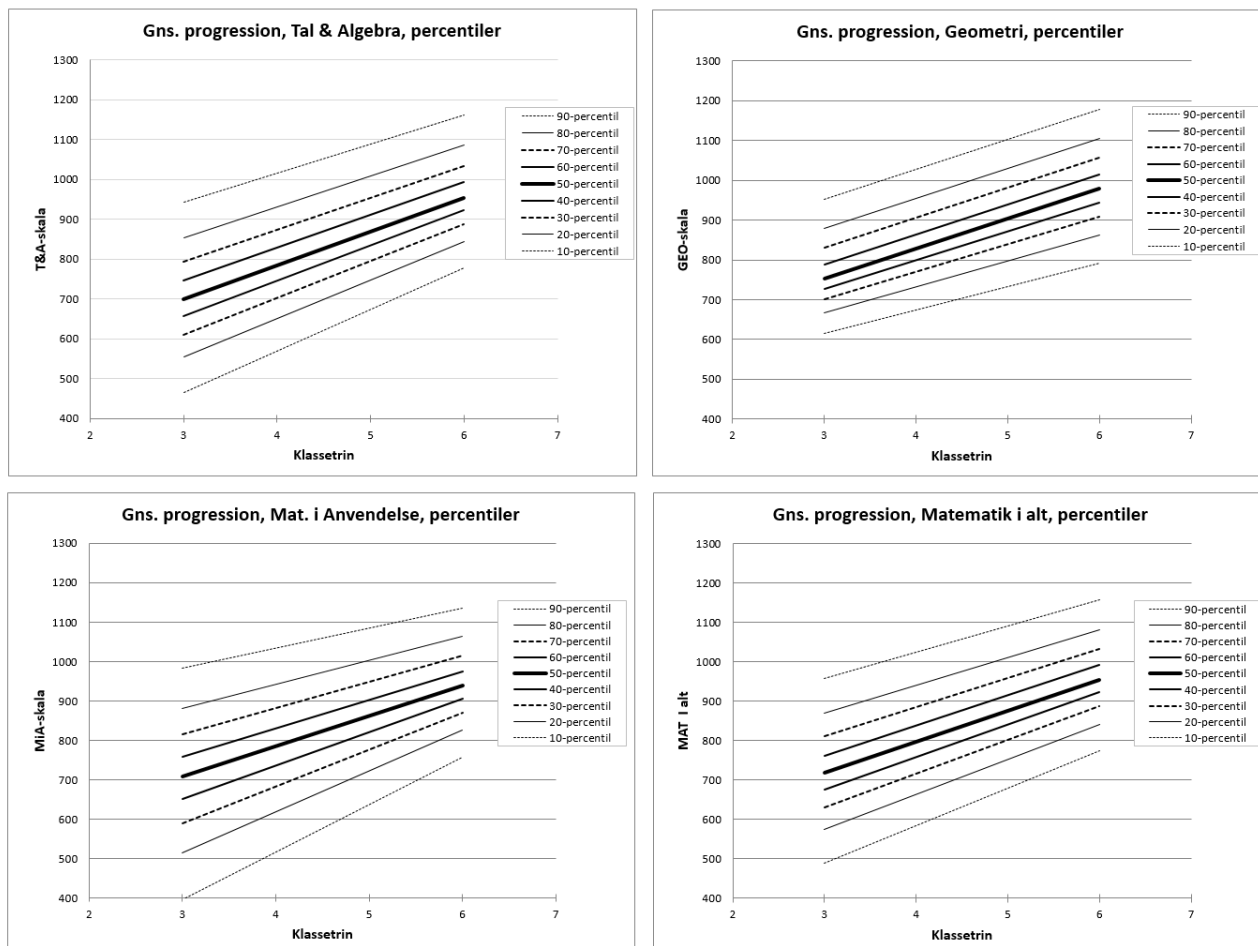 Gns. progression, Tal & Algebra, percentiler
1300
1200
1100
1000
900
800
700
600
500
400
T&A-skala
2
3
4
5
6
7
Klassetrin
90-percentil
80-percentil
70-percentil
60-percentil
50-percentil
40-percentil
30-percentil
20-percentil
10-percentil
Gns. progression, Geometri, percentiler
1300
1200
1100
1000
900
800
700
600
500
400
GEO-skala
2
3
4
5
6
7
Klassetrin
90-percentil
80-percentil
70-percentil
60-percentil
50-percentil
40-percentil
30-percentil
20-percentil
10-percentil
Gns. progression, Mat. i Anvendelse, percentiler
1300
1200
1100
1000
900
800
700
600
500
400
MiA-skala
2
3
4
5
6
7
Klassetrin
90-percentil
80-percentil
70-percentil
60-percentil
50-percentil
40-percentil
30-percentil
20-percentil
10-percentil
Gns. progression, Matematik i alt, percentiler
1300
1200
1100
1000
900
800
700
600
500
400
MAT I alt
2
3
4
5
6
7
Klassetrin
90-percentil
80-percentil
70-percentil
60-percentil
50-percentil
40-percentil
30-percentil
20-percentil
10-percentil